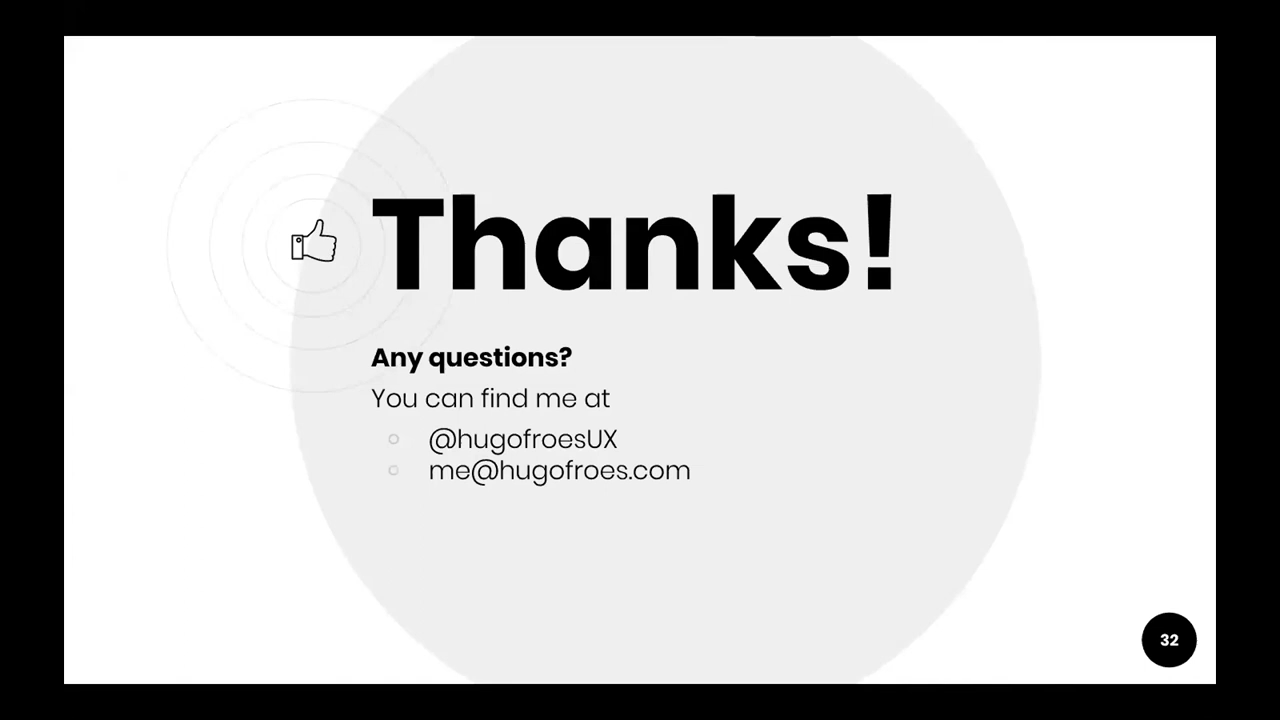 Thanks!
Any questions?
You can find me at
@hugofroesUX
me@hugofroes.com
32